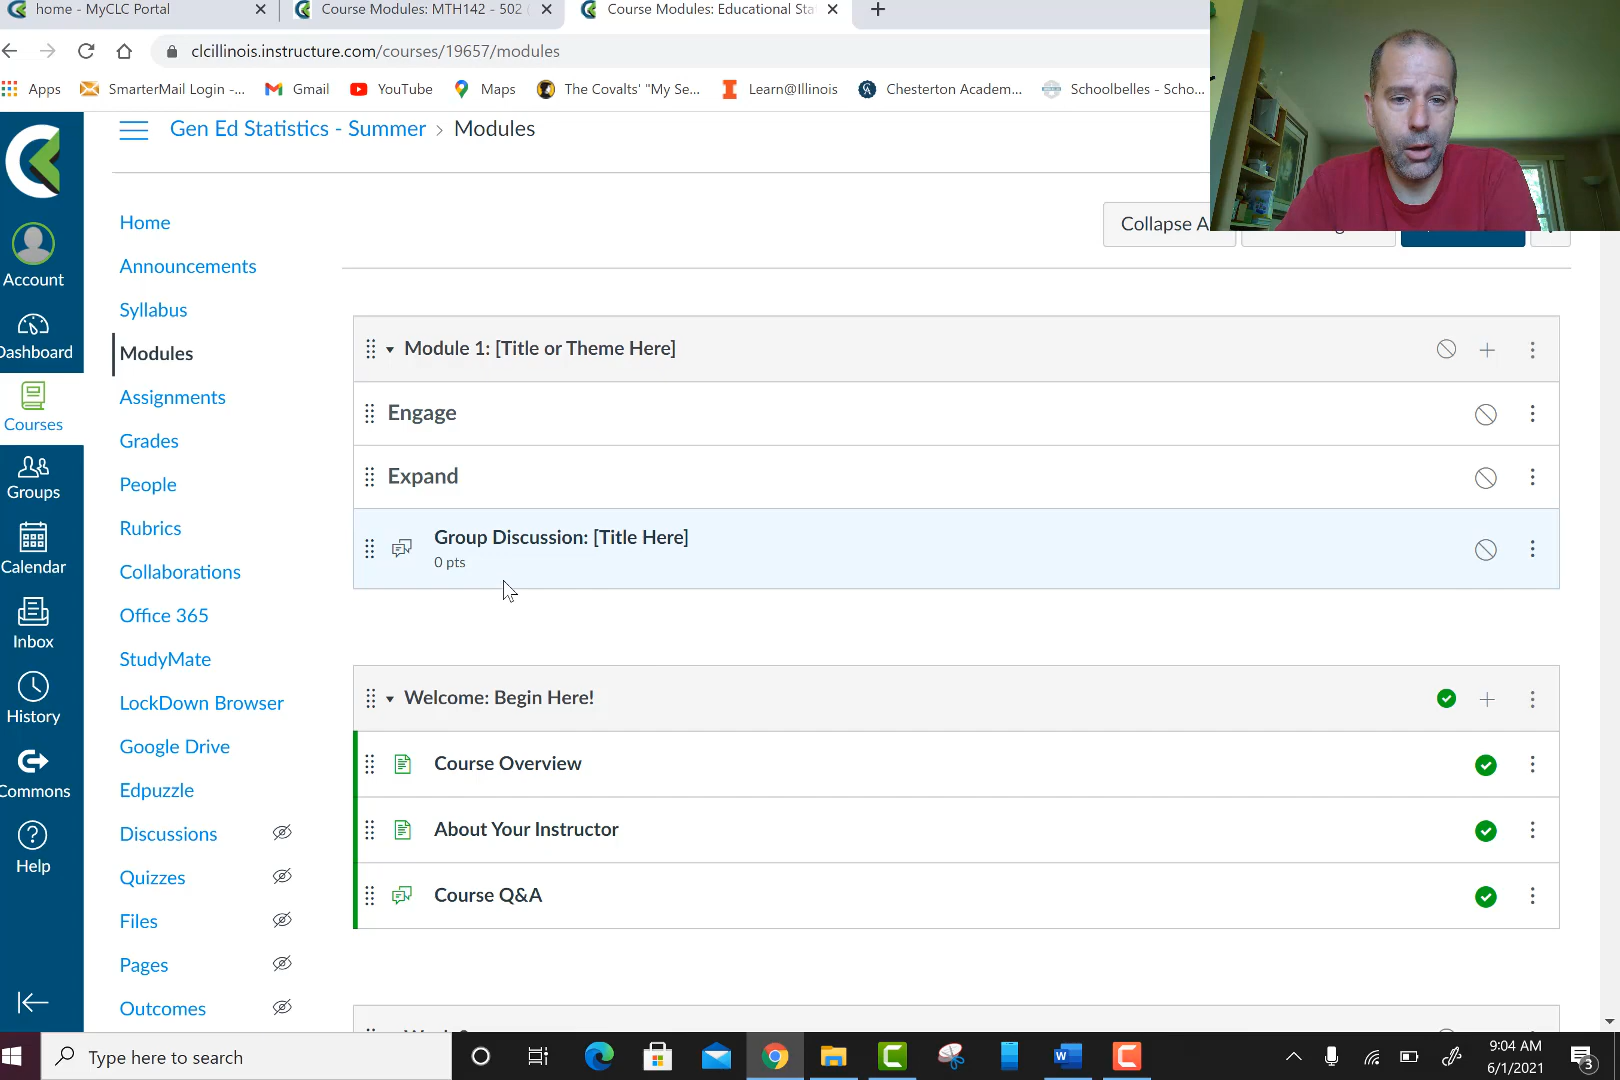 home - MyCLC Portal
Course Modules: MTH142 - 502
Course Modules: Educational Sta
clcillinois.instructure.com/courses/19657/modules
Apps
SmarterMail Login -...
Gmail
YouTube
Maps
The Covalts' "My Se...
Learn@Illinois
Chesterton Academ...
Schoolbelles - Scho...
Gen Ed Statistics - Summer › Modules
Account
Dashboard
Courses
Groups
Calendar
Inbox
History
Commons
Help
Home
Announcements
Syllabus
Modules
Assignments
Grades
People
Rubrics
Collaborations
Office 365
StudyMate
LockDown Browser
Google Drive
Edpuzzle
Discussions
Quizzes
Files
Pages
Outcomes
Collapse A
Module 1: [Title or Theme Here]
Engage
Expand
Group Discussion: [Title Here]
0 pts
Welcome: Begin Here!
Course Overview
About Your Instructor
Course Q&A
Type here to search
9:04 AM
6/1/2021
3